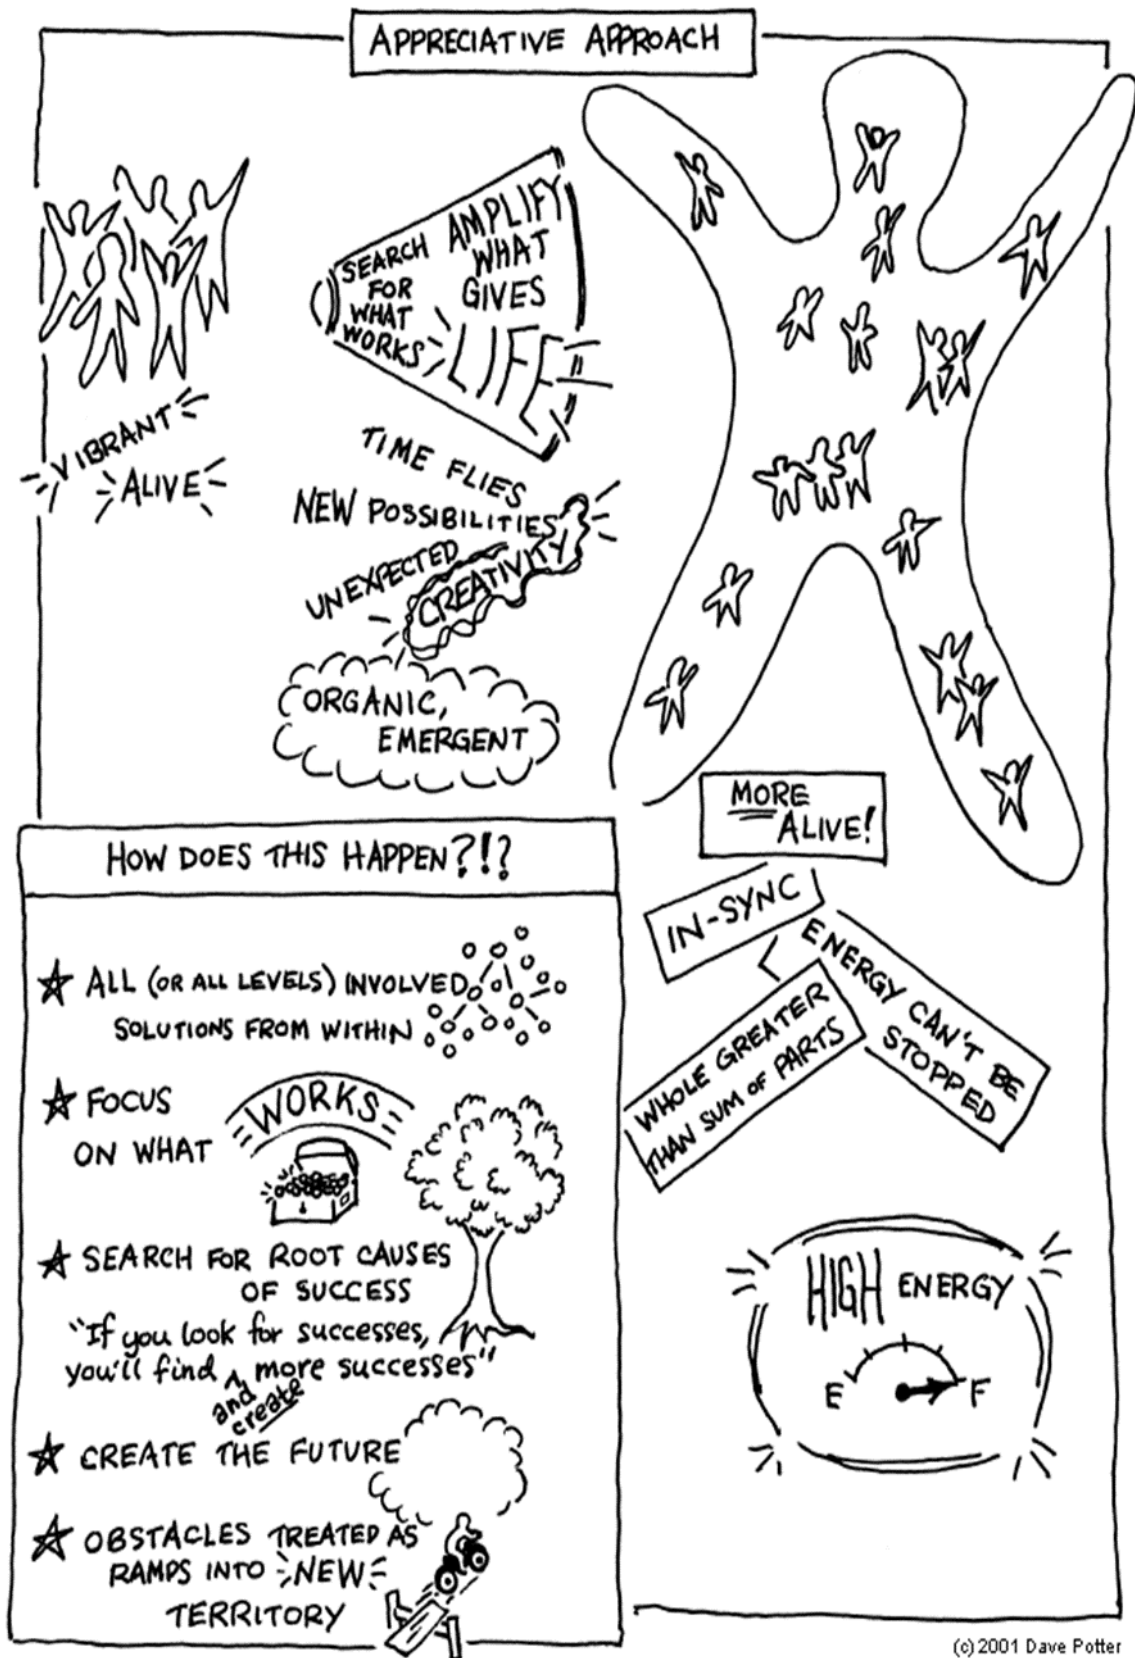 APPRECIATIVE APPROACH
SEARCH
FOR
WHAT
WORKS
AMPLIFY
WHAT
GIVES
LIFE
VIBRANT
ALIVE
TIME FLIES
NEW POSSIBILITIES
UNEXPECTED
CREATIVITY
ORGANIC,
EMERGENT
MORE
ALIVE!
IN-SYNC
ENERGY CAN'T BE
STOPPED
WHOLE GREATER
THAN SUM OF PARTS
HIGH ENERGY
E F
HOW DOES THIS HAPPEN?!?
ALL (OR ALL LEVELS) INVOLVED
SOLUTIONS FROM WITHIN
FOCUS
ON WHAT
WORKS
SEARCH FOR ROOT CAUSES
OF SUCCESS
"If you look for successes,
you'll find ^ more successes"
and
create
CREATE THE FUTURE
OBSTACLES TREATED AS
RAMPS INTO NEW
TERRITORY
(c) 2001 Dave Potter